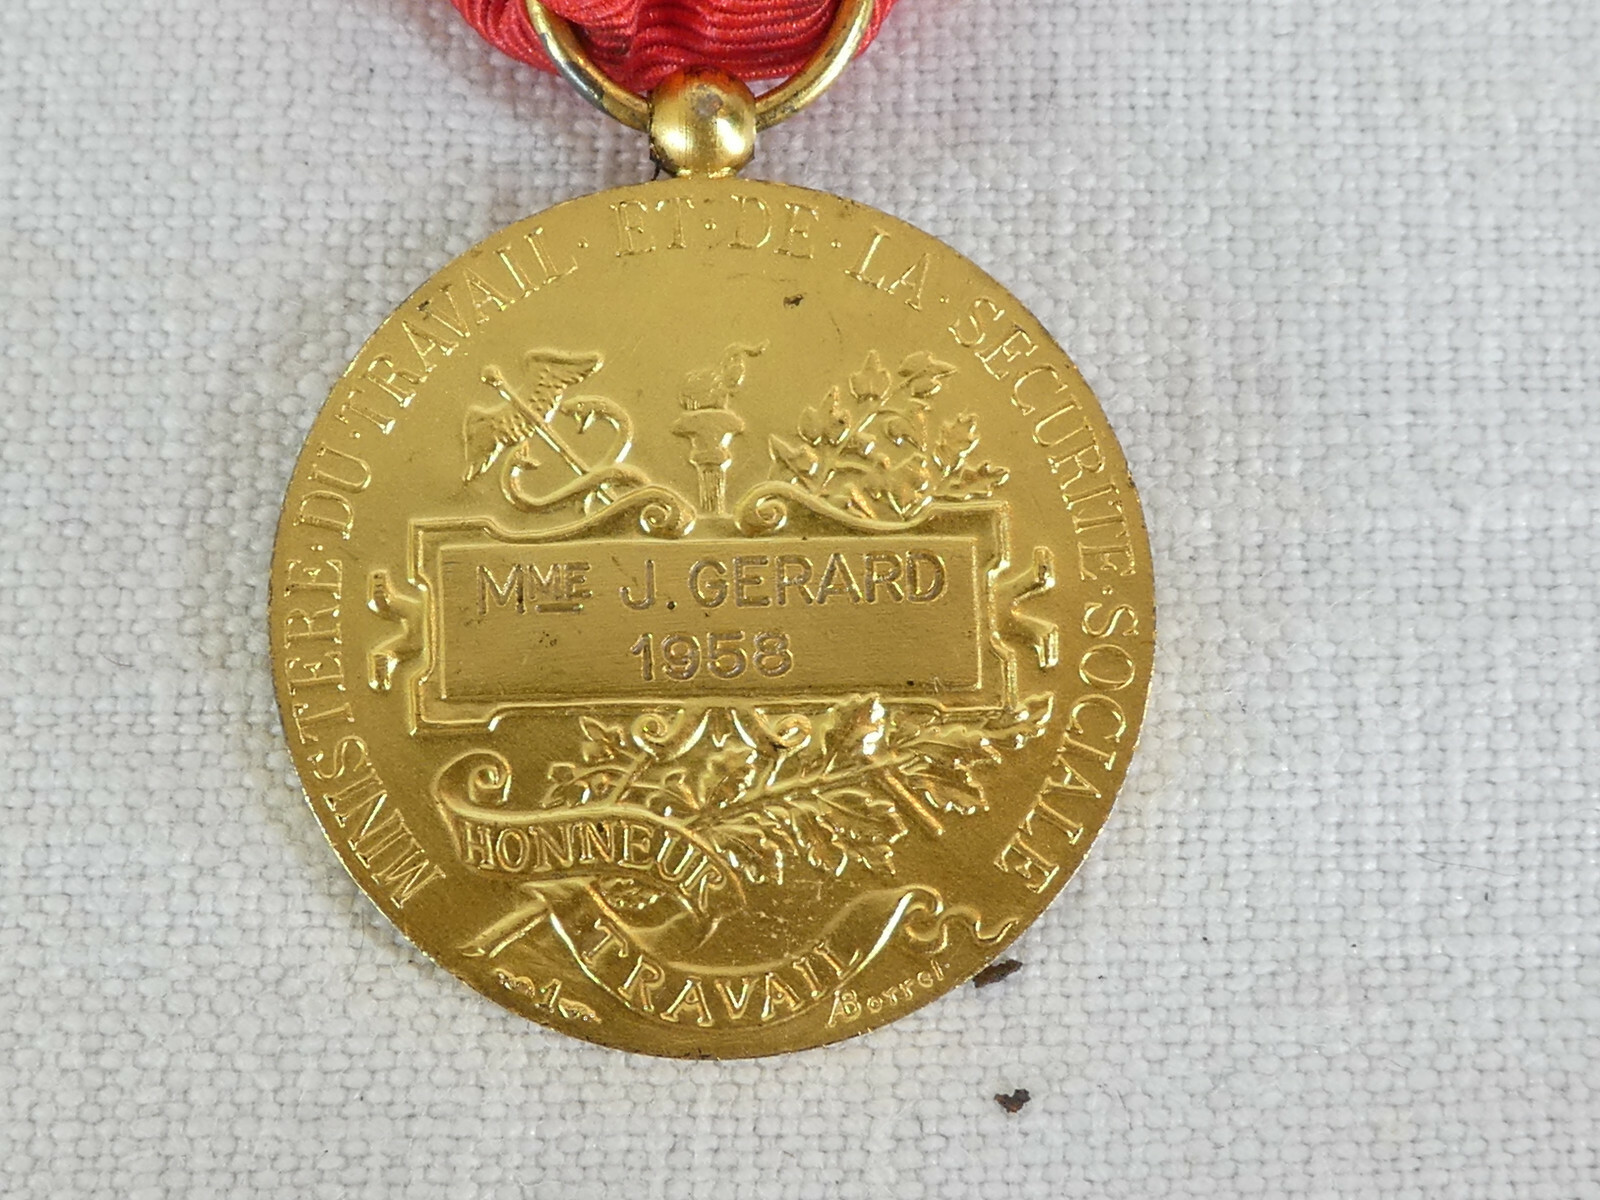 MINISTERE·DU·TRAVAIL·ET·DE·LA·SECURITE·SOCIALE
MME J. GERARD
1958
HONNEUR
TRAVAIL
A Borrel